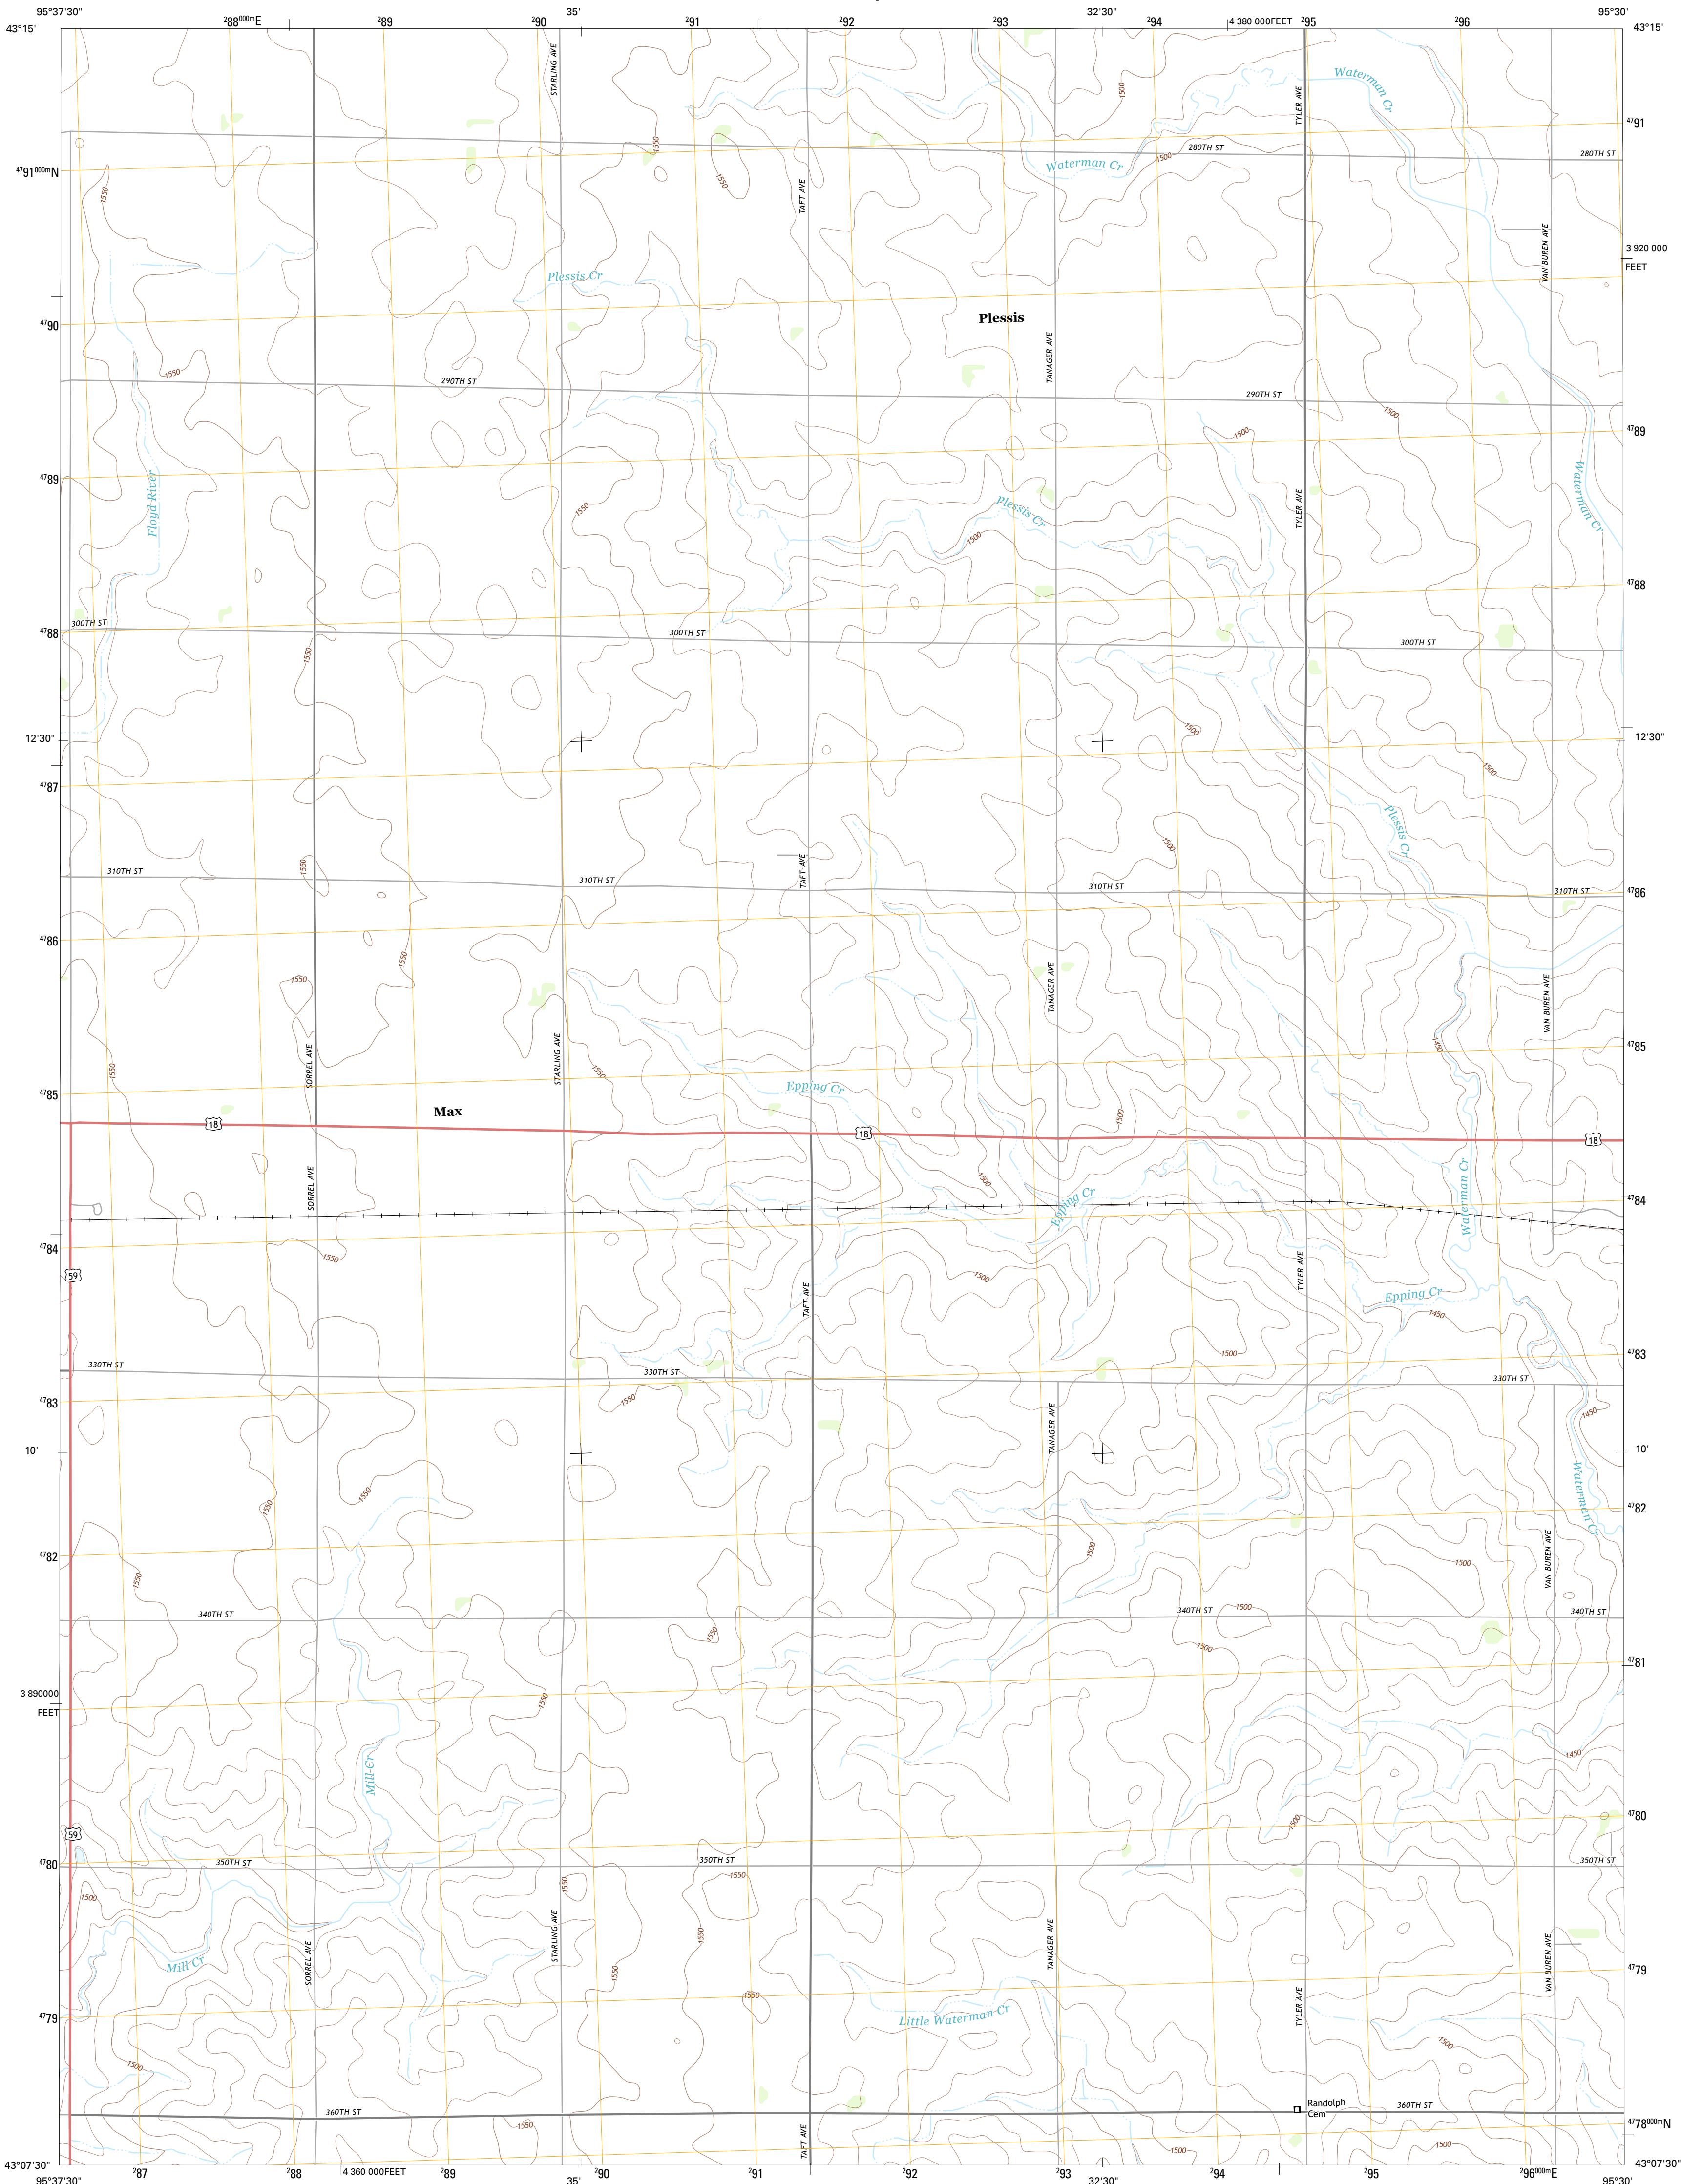 95°37'30" 288000mE 289 290 35' 291 292 293 32'30" 294 4 380 000FEET 295 296 95°30'
43°15' 43°15'
STARLING AVE
Waterman Cr
1500
TYLER AVE
4791
1550
280TH ST
280TH ST
1500
Waterman Cr
4791000mN
1550
1550
TAFT AVE
VAN BUREN AVE
3 920 000
FEET
Plessis Cr
Plessis
4790
TANAGER AVE
1550
290TH ST
290TH ST
1500
1500
4789
4789
Floyd River
Waterman Cr
1550
Plessis Cr
TYLER AVE
1500
4788
300TH ST
4788
300TH ST
300TH ST
1550
1500
12'30" 12'30"
1500
4787
Plessis Cr
1500
1550
TAFT AVE
310TH ST
310TH ST
310TH ST
310TH ST
4786
4786
1550
1550
TANAGER AVE
VAN BUREN AVE
1450
4785
SORREL AVE
STARLING AVE
1550
1550
Epping Cr
4785
Max
1500
18
18
18
SORREL AVE
1500
Epping Cr
Waterman Cr
4784
4784
1550
59
1500
TYLER AVE
TAFT AVE
Epping Cr
1450
1500
4783
330TH ST
330TH ST
330TH ST
4783
1550
TANAGER AVE
1450
10' 10'
1550
1550
Waterman Cr
4782
4782
1500
1500
VAN BUREN AVE
1550
340TH ST
340TH ST
1500
340TH ST
1550
1500
4781
3 890000
FEET
1550
1450
Mill Cr
4780
1500
59
4780
350TH ST
350TH ST
350TH ST
1550
1550
1500
STARLING AVE
1550
TANAGER AVE
VAN BUREN AVE
SORREL AVE
Mill Cr
1550
4779
1550
TYLER AVE
4779
Little Waterman Cr
1500
1500
360TH ST
Randolph
Cem
360TH ST
1550
TAFT AVE
4778000mN
1500
1500
43°07'30" 43°07'30"
95°37'30" 287 288 4 360 000FEET 289 35' 290 291 292 293 32'30" 294 295 296000mE 95°30'